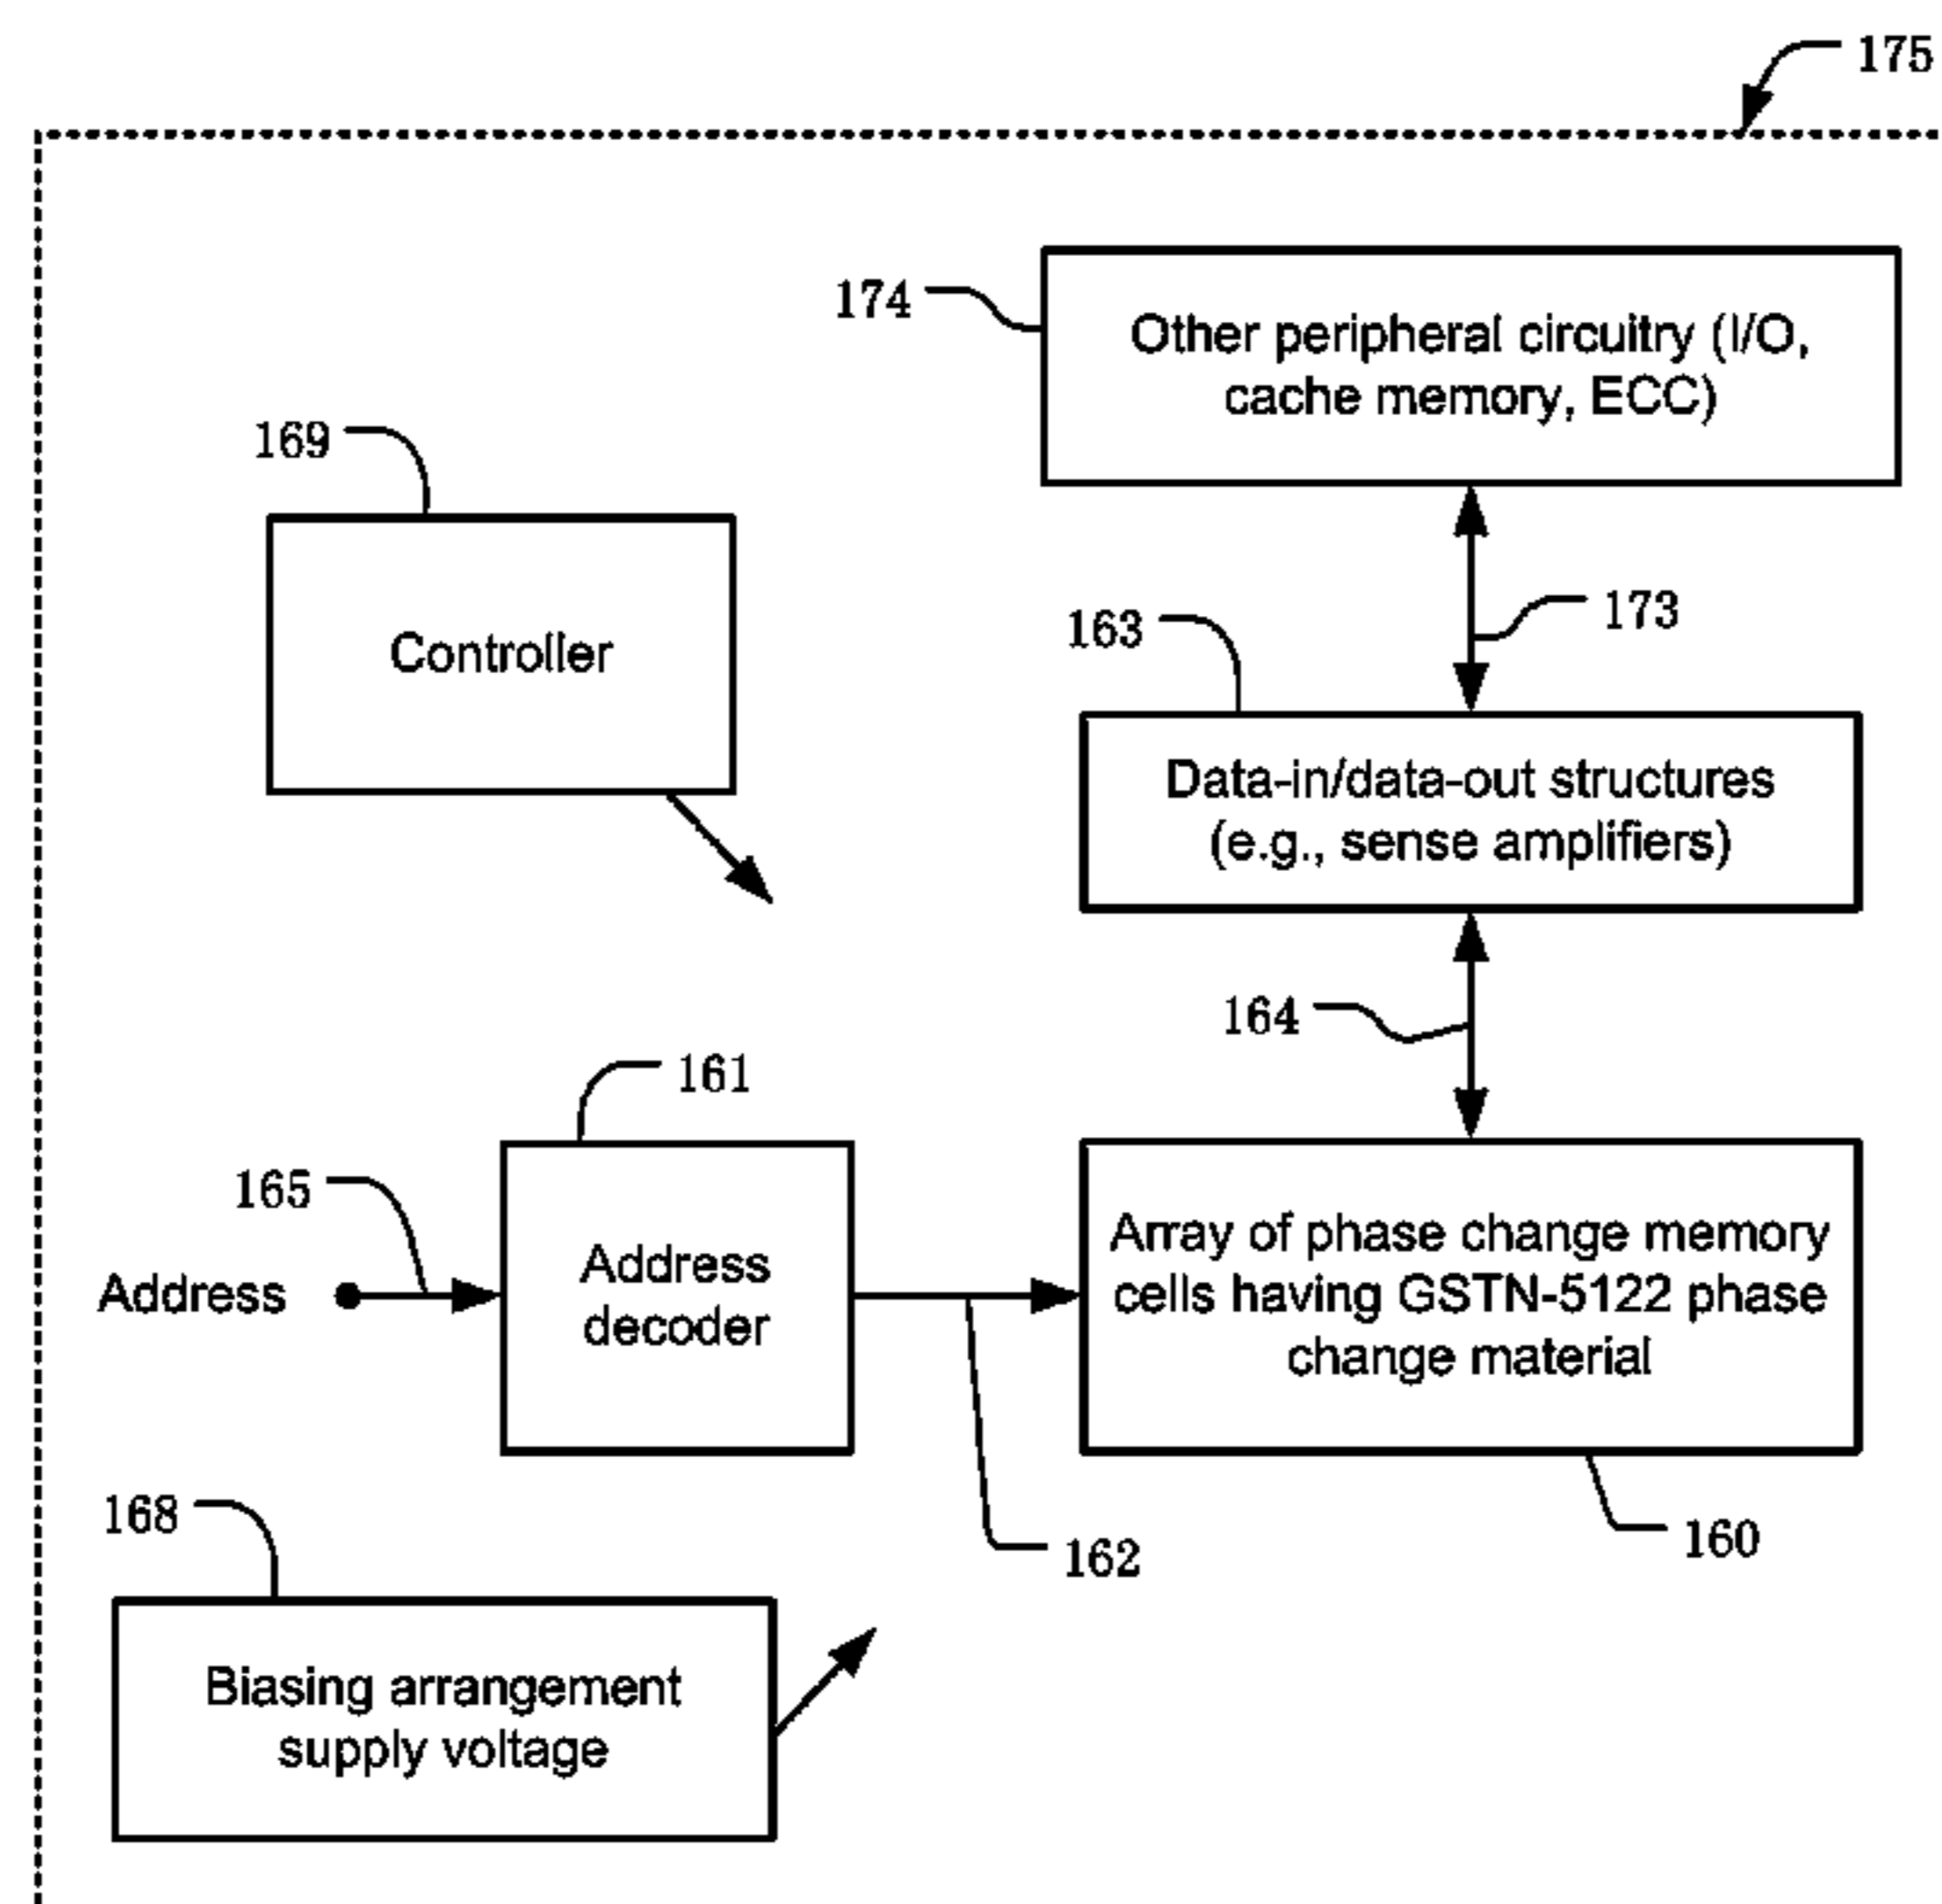 175
174
Other peripheral circuitry (I/O,
cache memory, ECC)
169
Controller
173
163
Data-in/data-out structures
(e.g., sense amplifiers)
164
161
165
Address
Address
decoder
Array of phase change memory
cells having GSTN-5122 phase
change material
168
162
160
Biasing arrangement
supply voltage